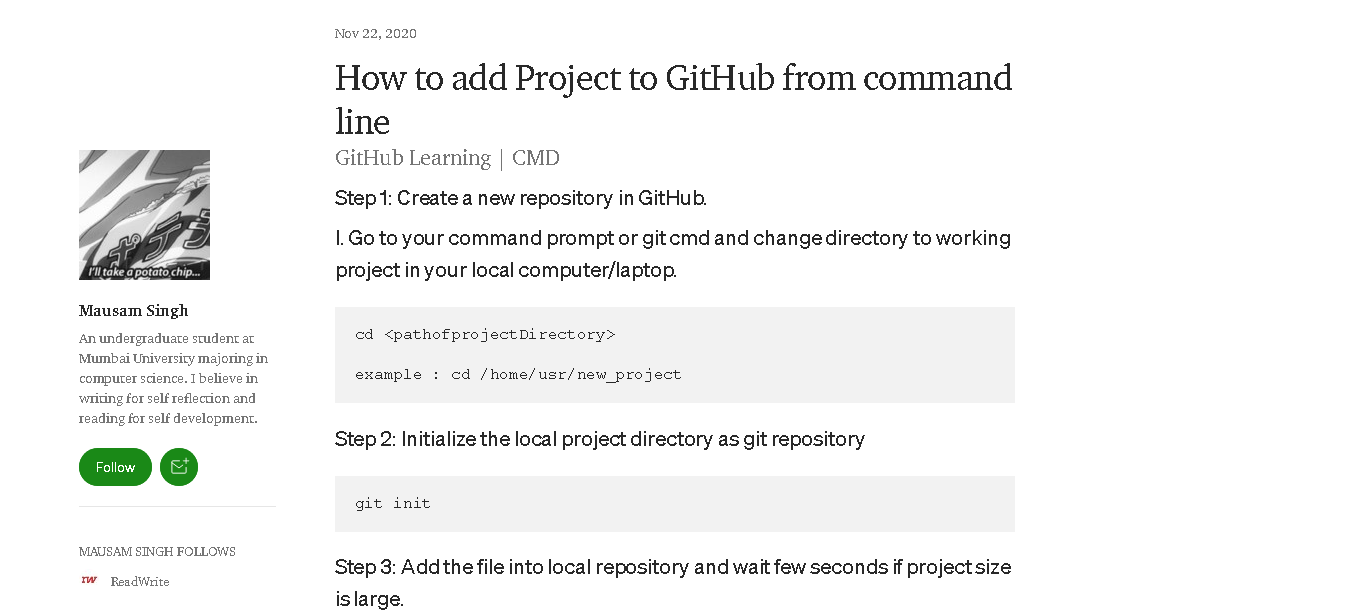 Nov 22, 2020
How to add Project to GitHub from command
line
GitHub Learning | CMD
Step 1: Create a new repository in GitHub.
I. Go to your command prompt or git cmd and change directory to working
project in your local computer/laptop.
cd <pathofprojectDirectory>
example : cd /home/usr/new_project
Step 2: Initialize the local project directory as git repository
git init
Step 3: Add the file into local repository and wait few seconds if project size
is large.
ポテチ
I'll take a potato chip...
Mausam Singh
An undergraduate student at
Mumbai University majoring in
computer science. I believe in
writing for self reflection and
reading for self development.
Follow
MAUSAM SINGH FOLLOWS
rw
ReadWrite